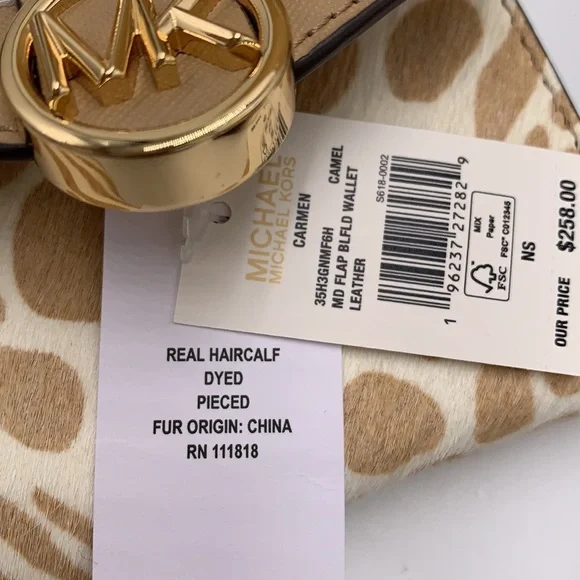 MK
MICHAEL
MICHAEL KORS
CARMEN
35H3GNMF6H CAMEL
MD FLAP BLFLD WALLET
LEATHER
S618-0002
1 96237 27282 9
MIX
Paper
FSC
FSC® C012345
NS
OUR PRICE $258.00
REAL HAIRCALF
DYED
PIECED
FUR ORIGIN: CHINA
RN 111818